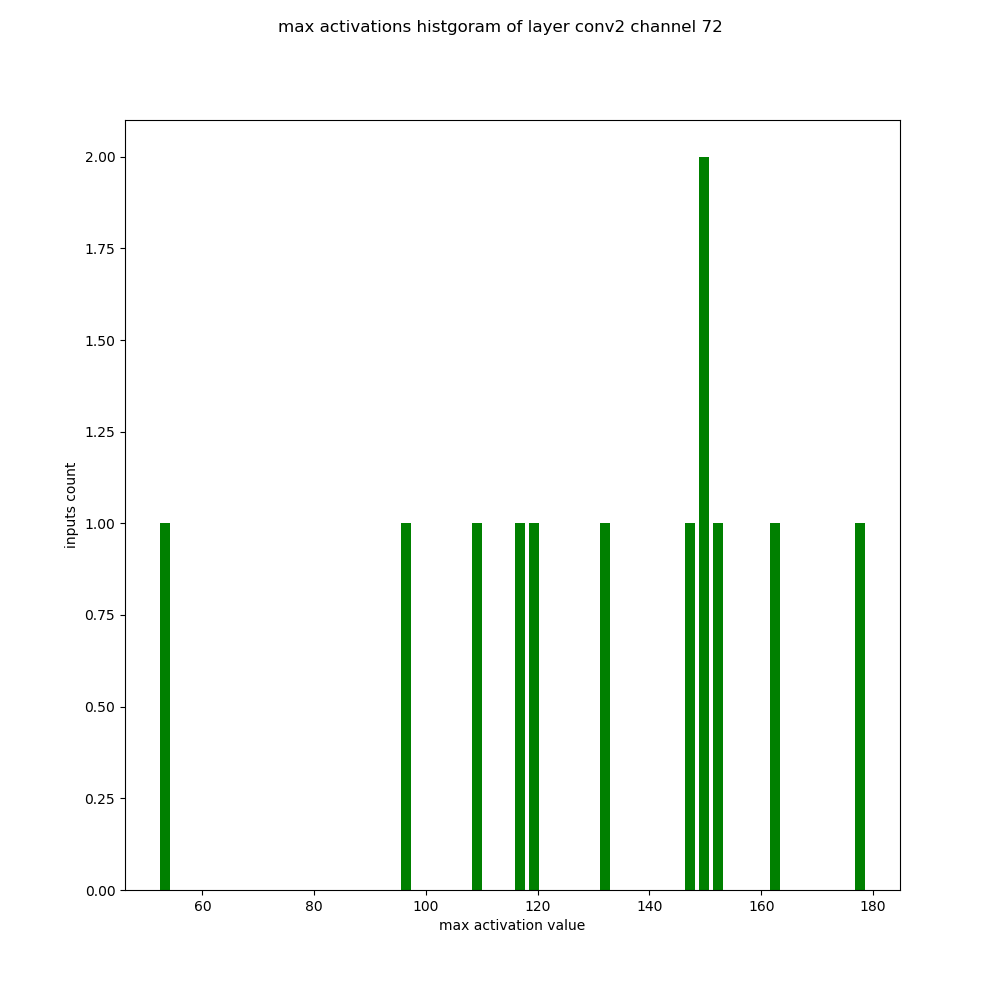 max activations histgoram of layer conv2 channel 72
2.00
1.75
1.50
1.25
1.00
0.75
0.50
0.25
0.00
inputs count
60 80 100 120 140 160 180
max activation value